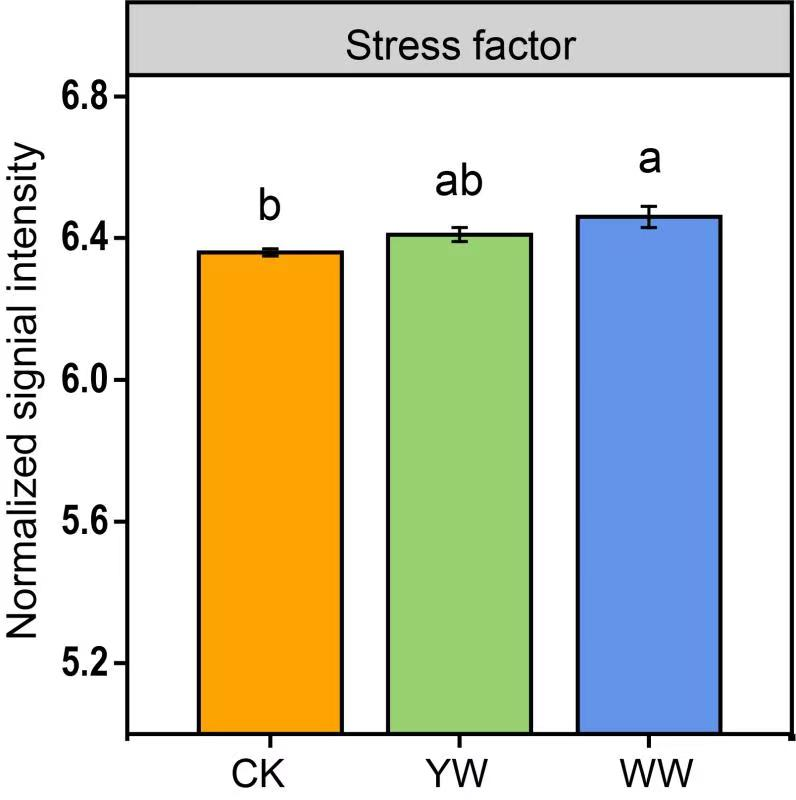 Stress factor
Normalized signial intensity
6.8
6.4
6.0
5.6
5.2
b
ab
a
CK
YW
WW